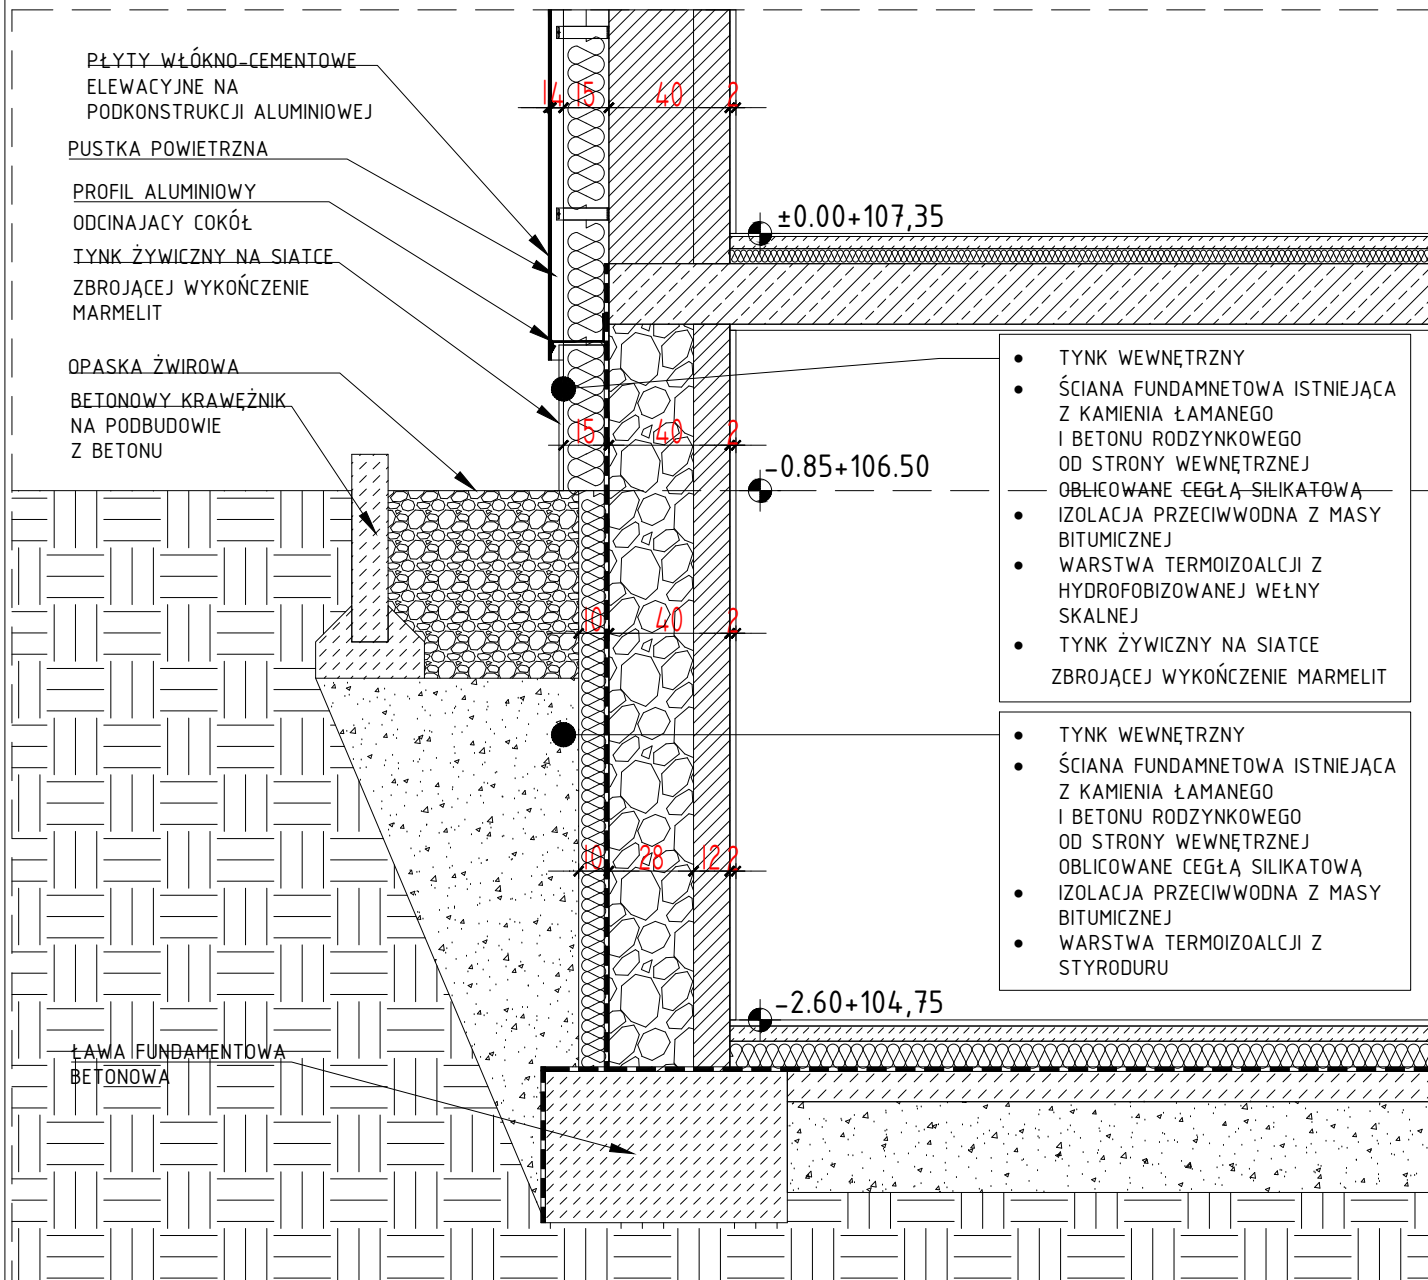 PŁYTY WŁÓKNO-CEMENTOWE
ELEWACYJNE NA
PODKONSTRUKCJI ALUMINIOWEJ
PUSTKA POWIETRZNA
PROFIL ALUMINIOWY
ODCINAJACY COKÓŁ
TYNK ŻYWICZNY NA SIATCE
ZBROJĄCEJ WYKOŃCZENIE
MARMELIT
OPASKA ŻWIROWA
BETONOWY KRAWĘŻNIK
NA PODBUDOWIE
Z BETONU
ŁAWA FUNDAMENTOWA
BETONOWA
14 15 40 2
±0.00+107,35
15 40 2
-0.85+106.50
10 40 2
10 28 12 2
-2.60+104,75
• TYNK WEWNĘTRZNY
• ŚCIANA FUNDAMNETOWA ISTNIEJĄCA
Z KAMIENIA ŁAMANEGO
I BETONU RODZYNKOWEGO
OD STRONY WEWNĘTRZNEJ
OBLICOWANE CEGŁĄ SILIKATOWĄ
• IZOLACJA PRZECIWWODNA Z MASY
BITUMICZNEJ
• WARSTWA TERMOIZOALCJI Z
HYDROFOBIZOWANEJ WEŁNY
SKALNEJ
• TYNK ŻYWICZNY NA SIATCE
ZBROJĄCEJ WYKOŃCZENIE MARMELIT
• TYNK WEWNĘTRZNY
• ŚCIANA FUNDAMNETOWA ISTNIEJĄCA
Z KAMIENIA ŁAMANEGO
I BETONU RODZYNKOWEGO
OD STRONY WEWNĘTRZNEJ
OBLICOWANE CEGŁĄ SILIKATOWĄ
• IZOLACJA PRZECIWWODNA Z MASY
BITUMICZNEJ
• WARSTWA TERMOIZOALCJI Z
STYRODURU